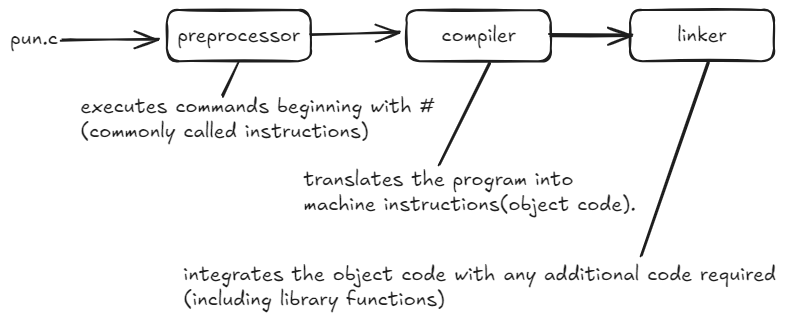 pun.c
preprocessor
compiler
linker
executes commands beginning with #
(commonly called instructions)
translates the program into
machine instructions(object code).
integrates the object code with any additional code required
(including library functions)